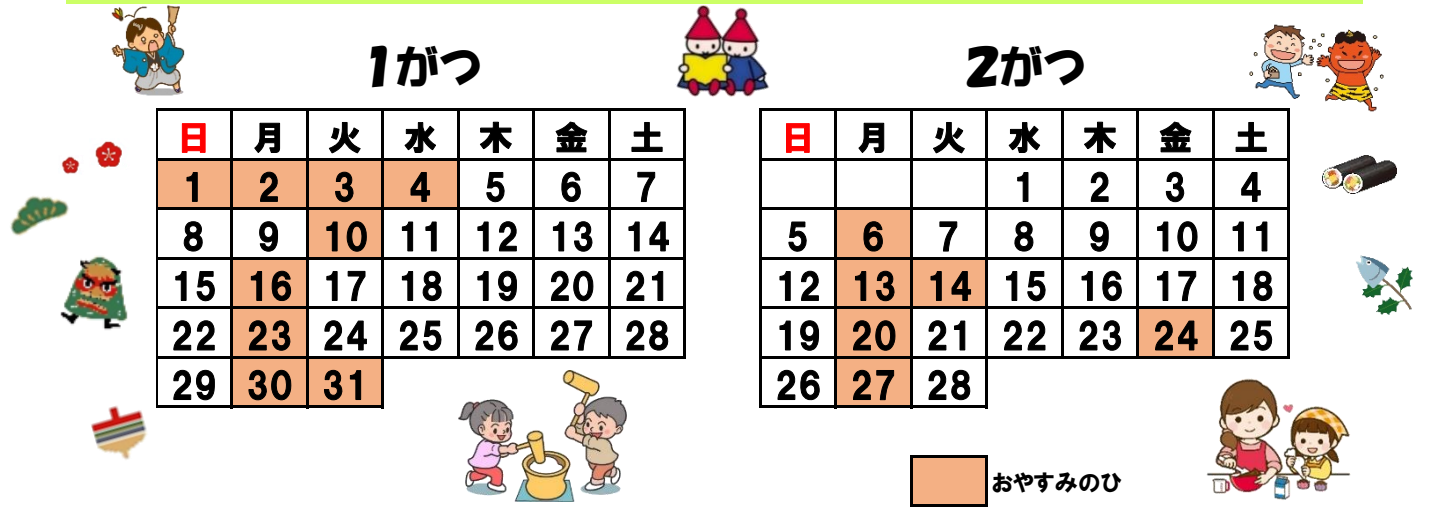 1がつ
日 月 火 水 木 金 土
1 2 3 4 5 6 7
8 9 10 11 12 13 14
15 16 17 18 19 20 21
22 23 24 25 26 27 28
29 30 31
2がつ
日 月 火 水 木 金 土
1 2 3 4
5 6 7 8 9 10 11
12 13 14 15 16 17 18
19 20 21 22 23 24 25
26 27 28
おやすみのひ